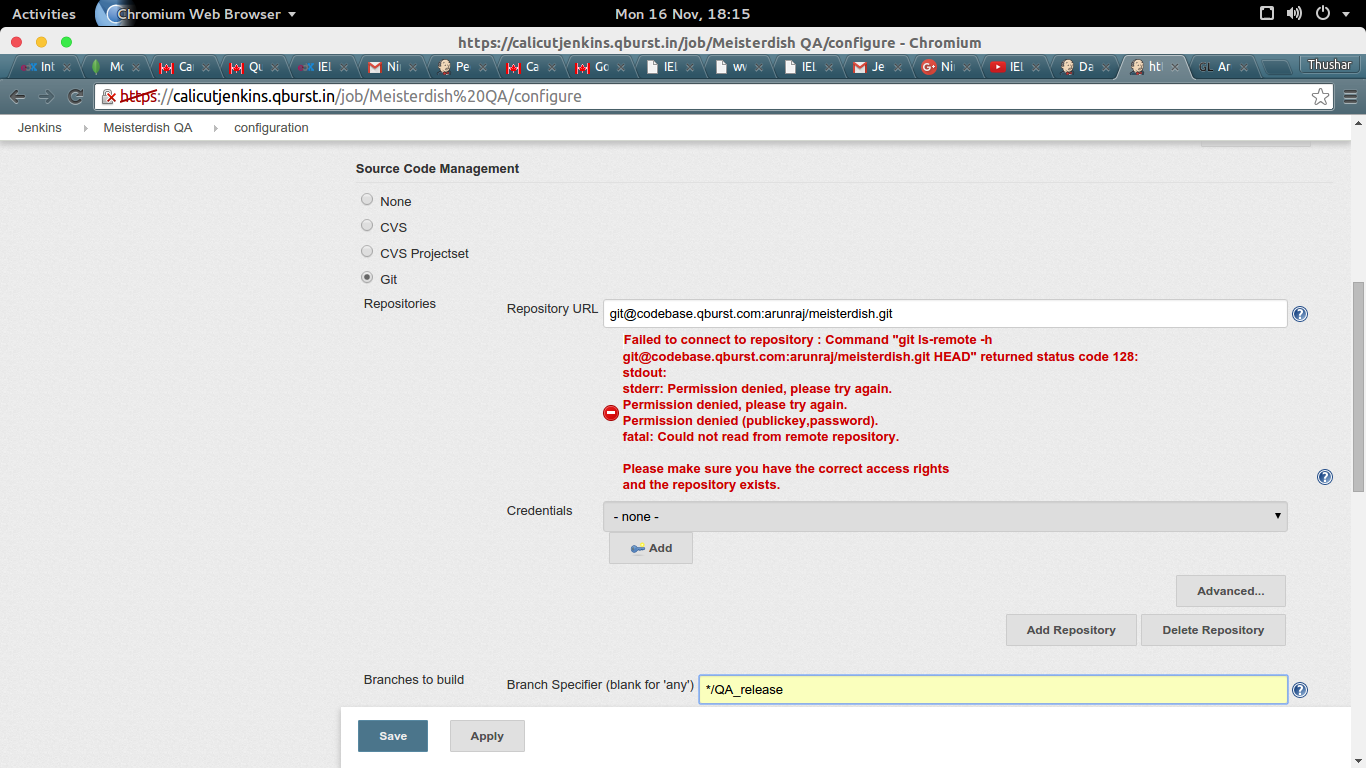 Activities
Chromium Web Browser
Mon 16 Nov, 18:15
https://calicutjenkins.qburst.in/job/Meisterdish QA/configure - Chromium
Int
Mc
Car
Qu
IEL
Nir
Pe
Ca
Go
IEL
wv
IEL
Je
Nir
IEL
Da
htt
GL Ar
Thushar
https://calicutjenkins.qburst.in/job/Meisterdish%20QA/configure
Jenkins
Meisterdish QA
configuration
Source Code Management
None
CVS
CVS Projectset
Git
Repositories
Repository URL
git@codebase.qburst.com:arunraj/meisterdish.git
Failed to connect to repository : Command "git ls-remote -h
git@codebase.qburst.com:arunraj/meisterdish.git HEAD" returned status code 128:
stdout:
stderr: Permission denied, please try again.
Permission denied, please try again.
Permission denied (publickey,password).
fatal: Could not read from remote repository.
Please make sure you have the correct access rights
and the repository exists.
Credentials
- none -
Add
Advanced...
Add Repository
Delete Repository
Branches to build
Branch Specifier (blank for 'any')
*/QA_release
Save
Apply